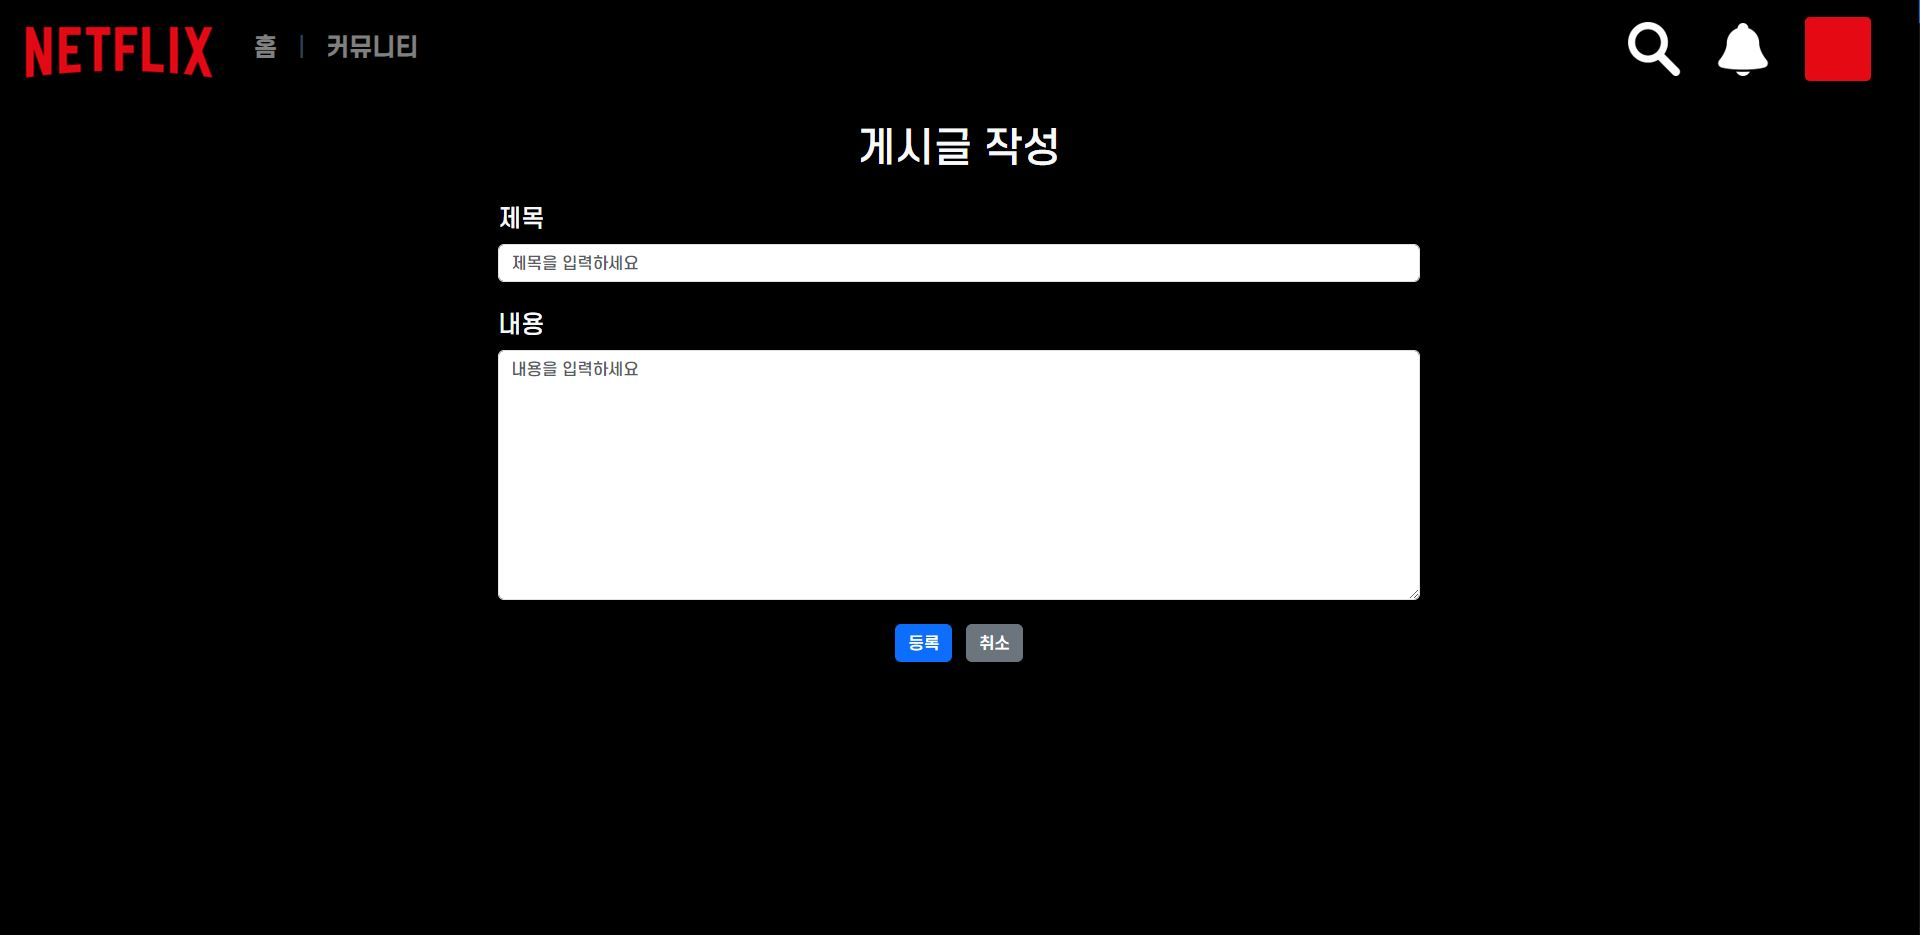 NETFLIX 홈 | 커뮤니티
게시글 작성
제목
제목을 입력하세요
내용
내용을 입력하세요
등록 취소